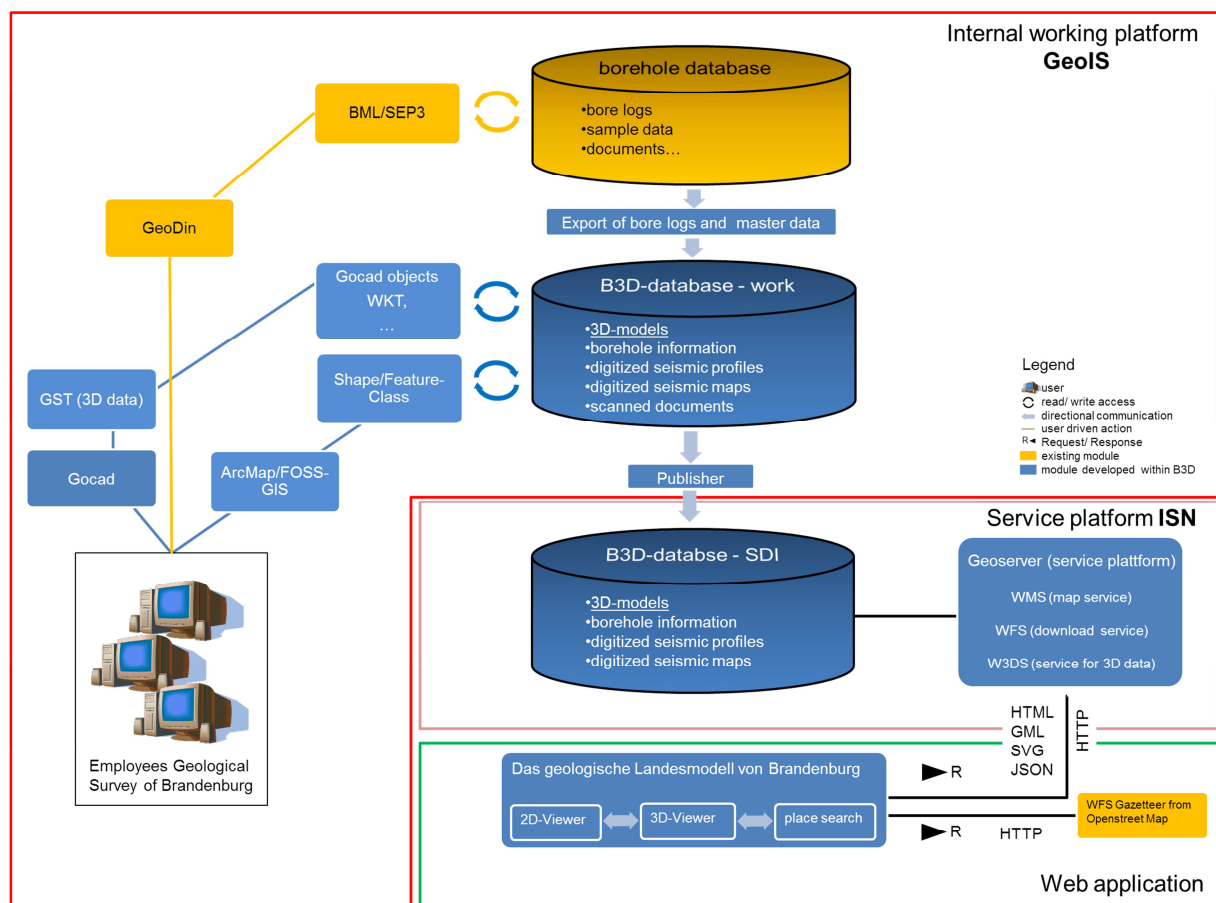 Internal working platform
GeoIS
borehole database
•bore logs
•sample data
•documents…
BML/SEP3
GeoDin
Export of bore logs and master data
Gocad objects
WKT,
…
B3D-database - work
•3D-models
•borehole information
•digitized seismic profiles
•digitized seismic maps
•scanned documents
Shape/Feature-
Class
GST (3D data)
Gocad
ArcMap/FOSS-
GIS
Legend
user
read/ write access
directional communication
user driven action
R◄ Request/ Response
existing module
module developed within B3D
Publisher
Service platform ISN
B3D-databse - SDI
•3D-models
•borehole information
•digitized seismic profiles
•digitized seismic maps
Geoserver (service plattform)
WMS (map service)
WFS (download service)
W3DS (service for 3D data)
Employees Geological
Survey of Brandenburg
HTML
GML
SVG
JSON
HTTP
Das geologische Landesmodell von Brandenburg
2D-Viewer
3D-Viewer
place search
► R
► R
HTTP
WFS Gazetteer from
Openstreet Map
Web application